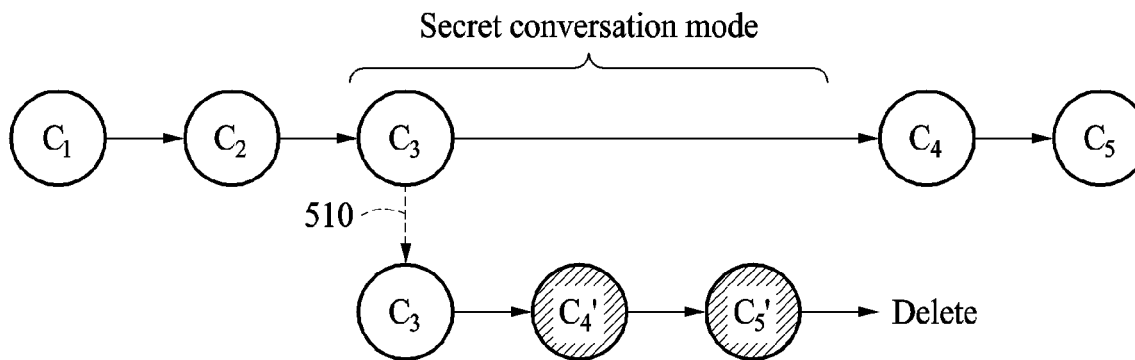 Secret conversation mode
C₁ C₂ C₃ C₄ C₅
510
C₃ C₄' C₅' Delete